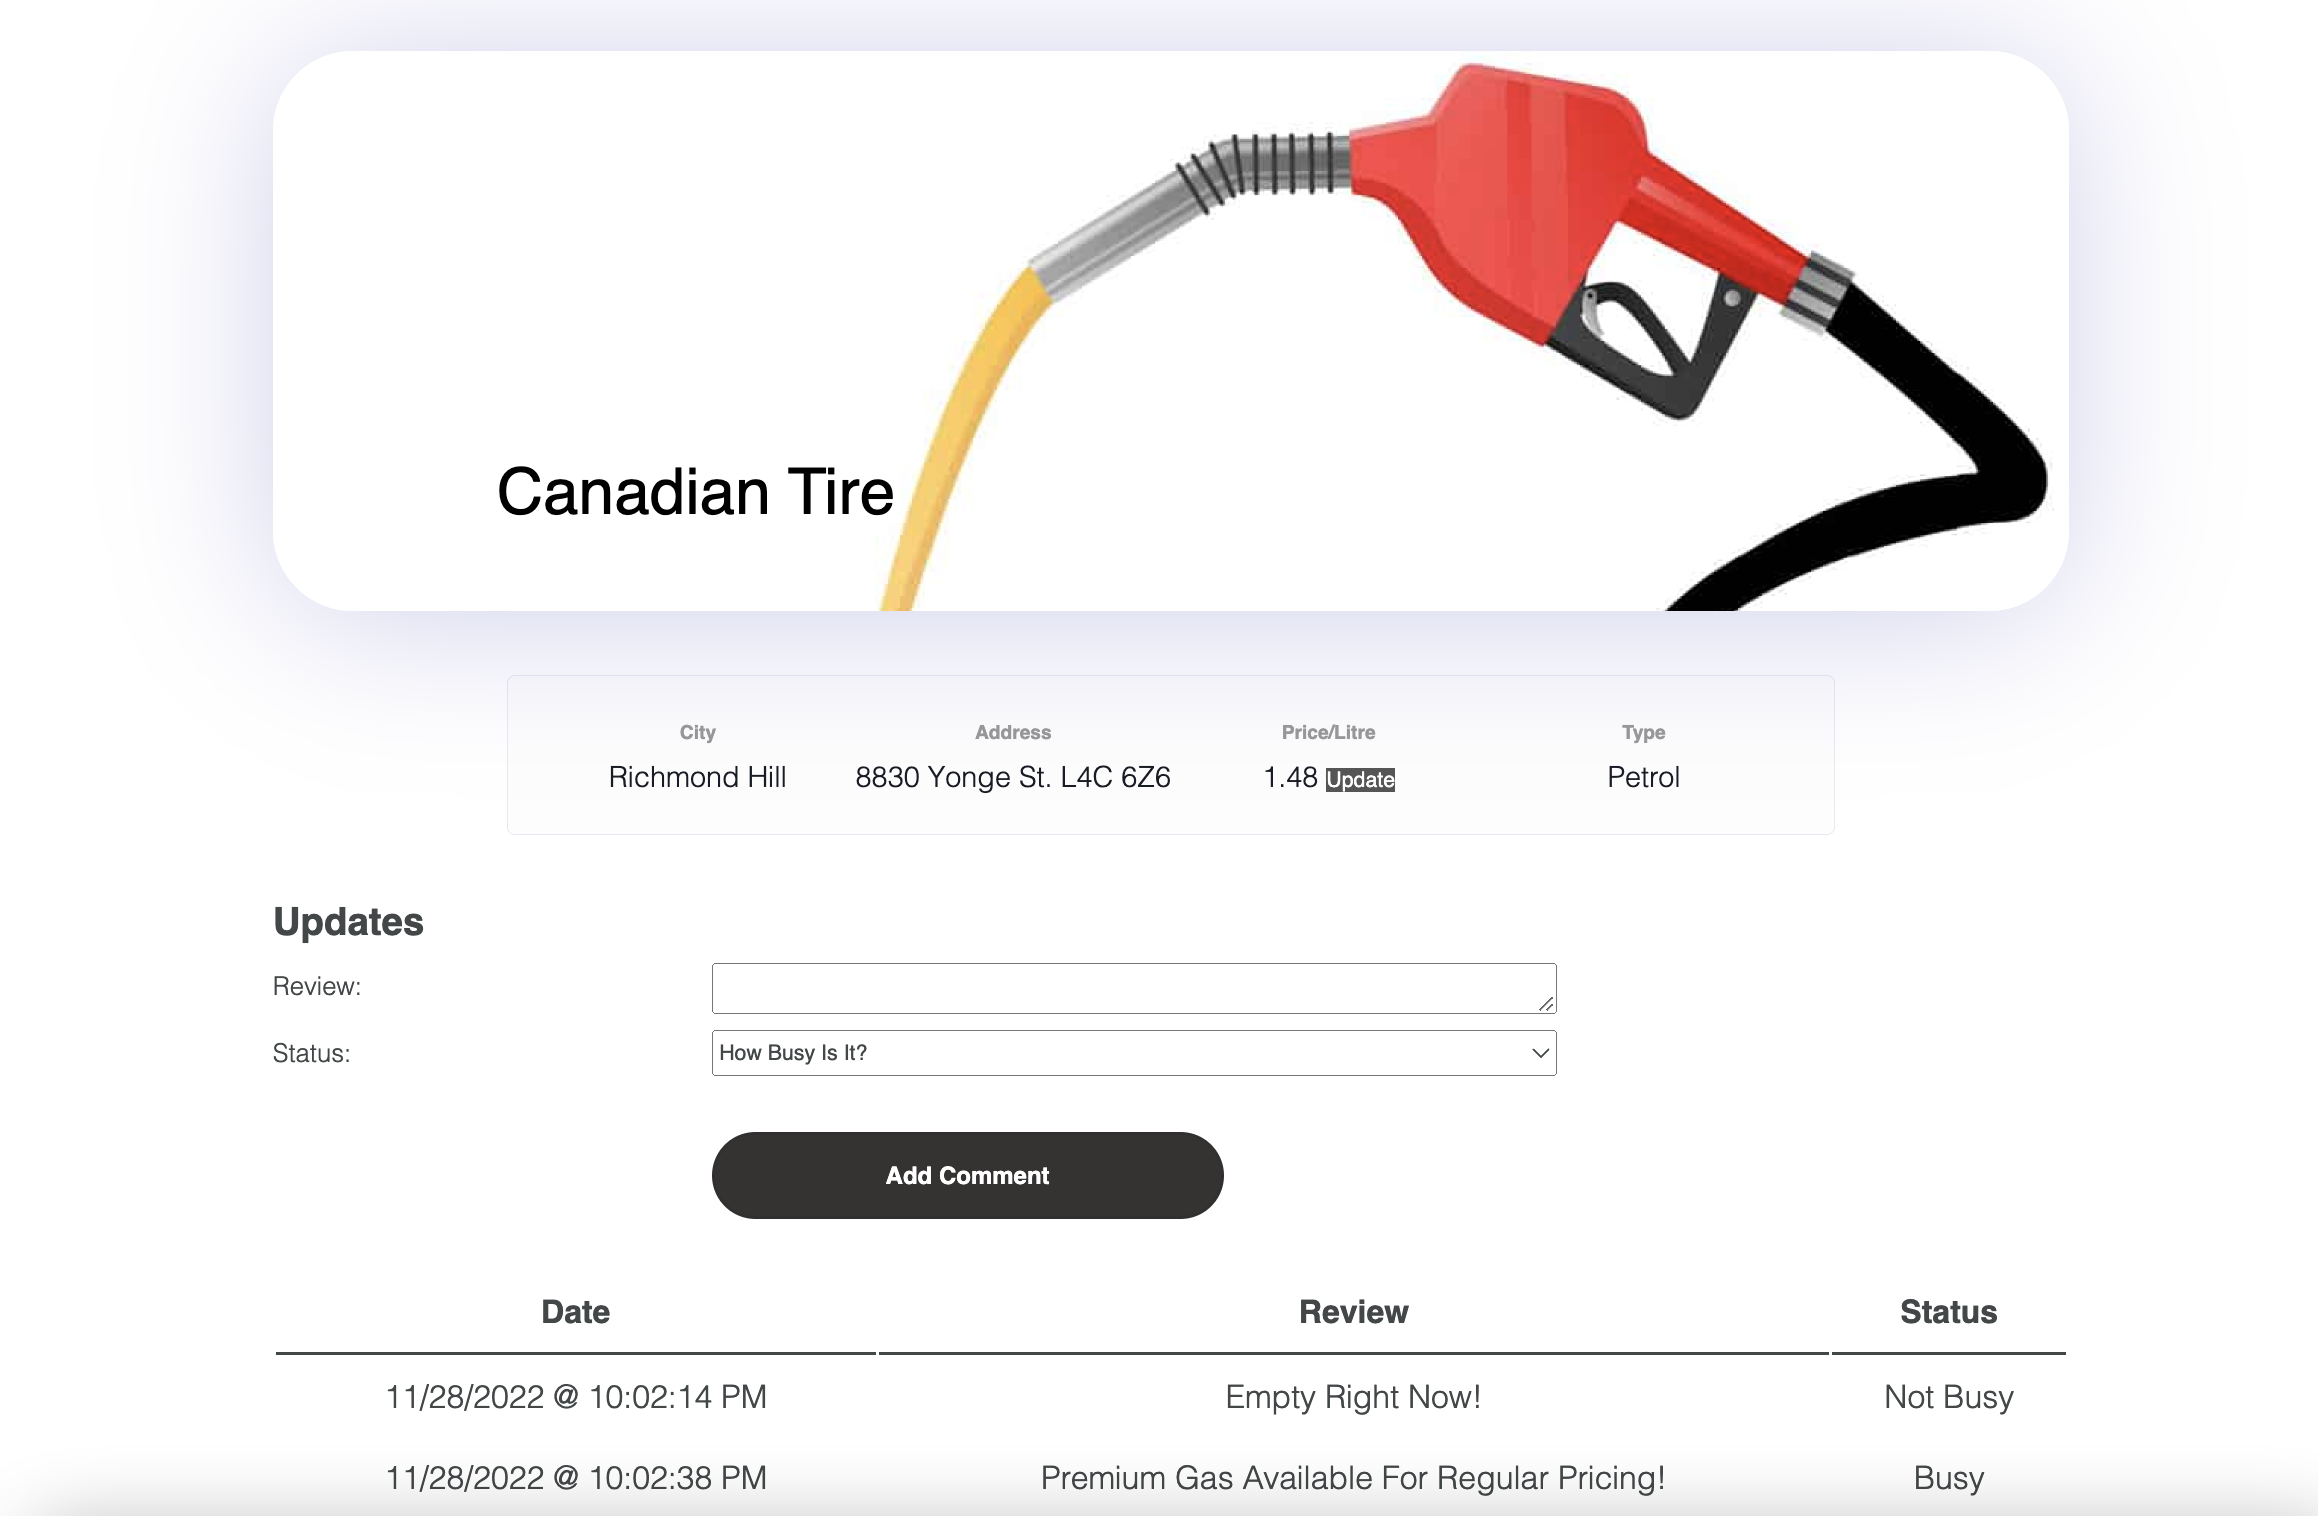 Canadian Tire
City Address Price/Litre Type
Richmond Hill 8830 Yonge St. L4C 6Z6 1.48 Update Petrol
Updates
Review:
Status: How Busy Is It?
Add Comment
Date Review Status
11/28/2022 @ 10:02:14 PM Empty Right Now! Not Busy
11/28/2022 @ 10:02:38 PM Premium Gas Available For Regular Pricing! Busy